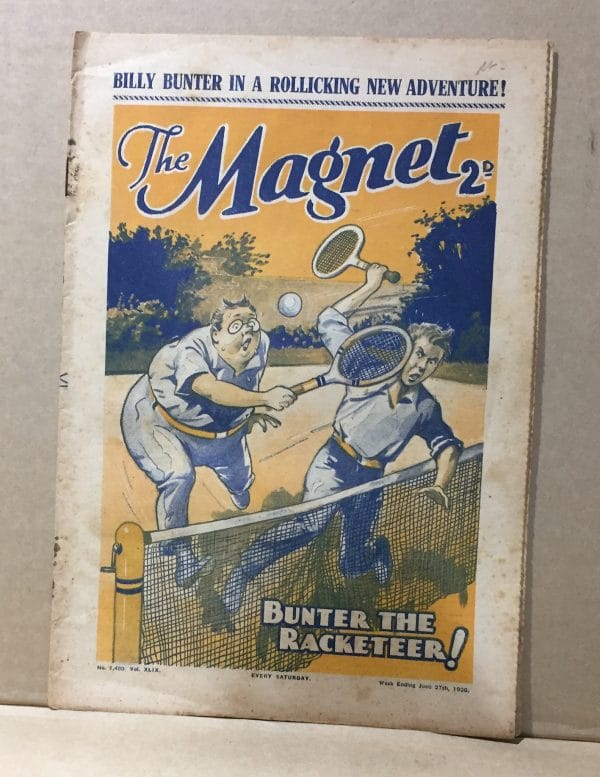 BILLY BUNTER IN A ROLLICKING NEW ADVENTURE!
The Magnet 2D.
BUNTER THE
RACKETEER!
No. 1,480. Vol. XLIX.
EVERY SATURDAY.
Week Ending June 27th, 1936.